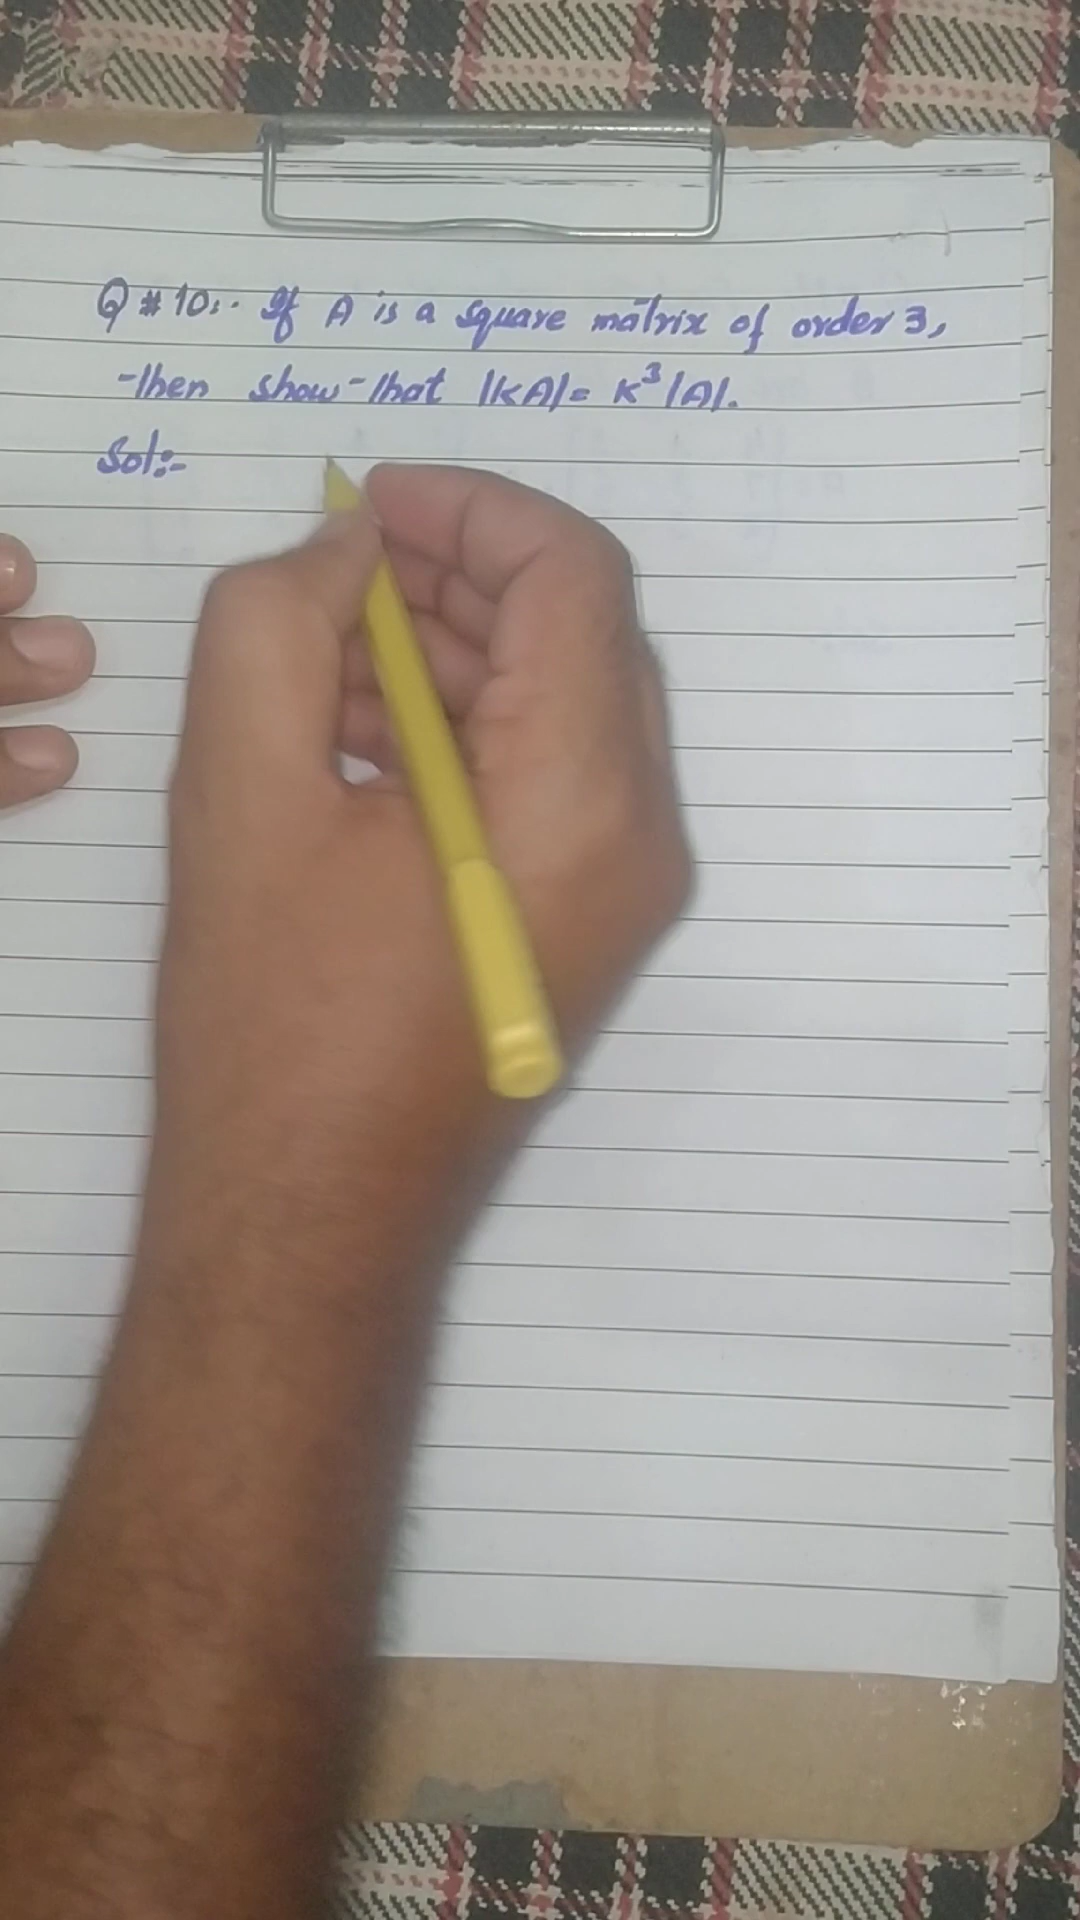 Q # 10:- If A is a square matrix of order 3,
then show that |kA| = k³|A|.
Sol:-